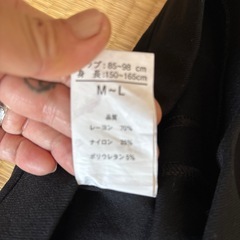 ップ:85~98 cm
身 長:150~165cm
M~L
品質
レーヨン 70%
ナイロン
ポリウレタン5%